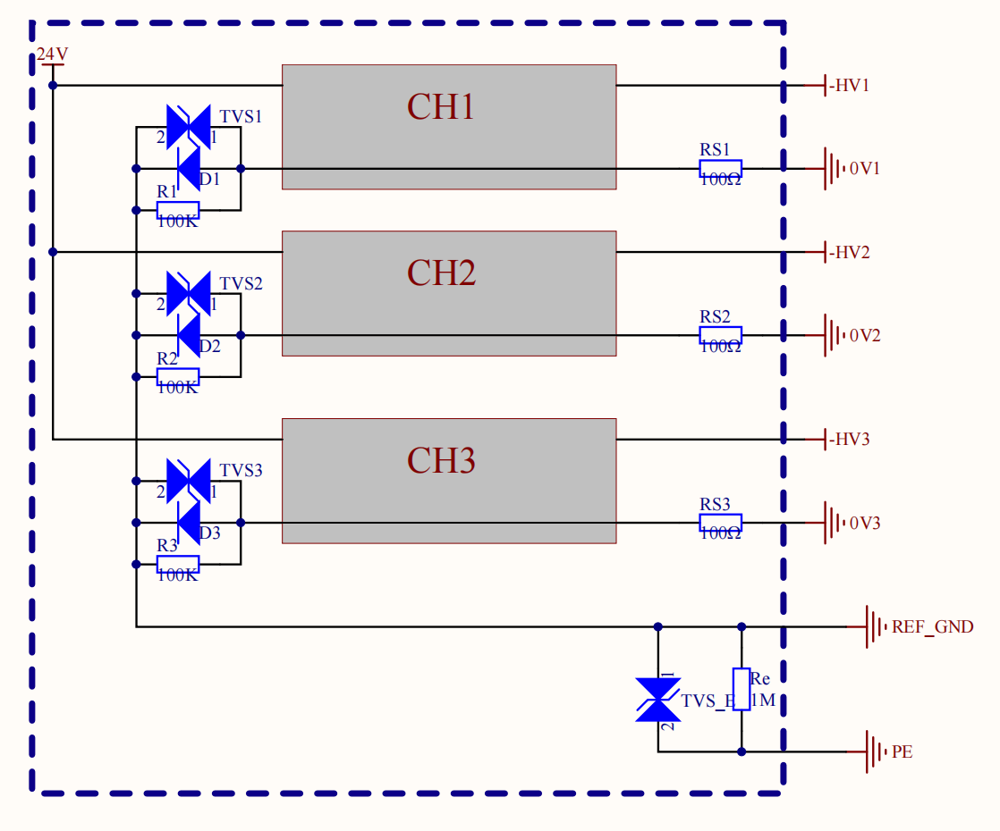 24V
CH1
-HV1
TVS1
2
1
RS1
100Ω
0V1
D1
R1
100K
CH2
-HV2
TVS2
2
1
RS2
100Ω
0V2
D2
R2
100K
CH3
-HV3
TVS3
2
1
RS3
100Ω
0V3
D3
R3
100K
REF_GND
1
Re
TVS_E
1M
2
PE